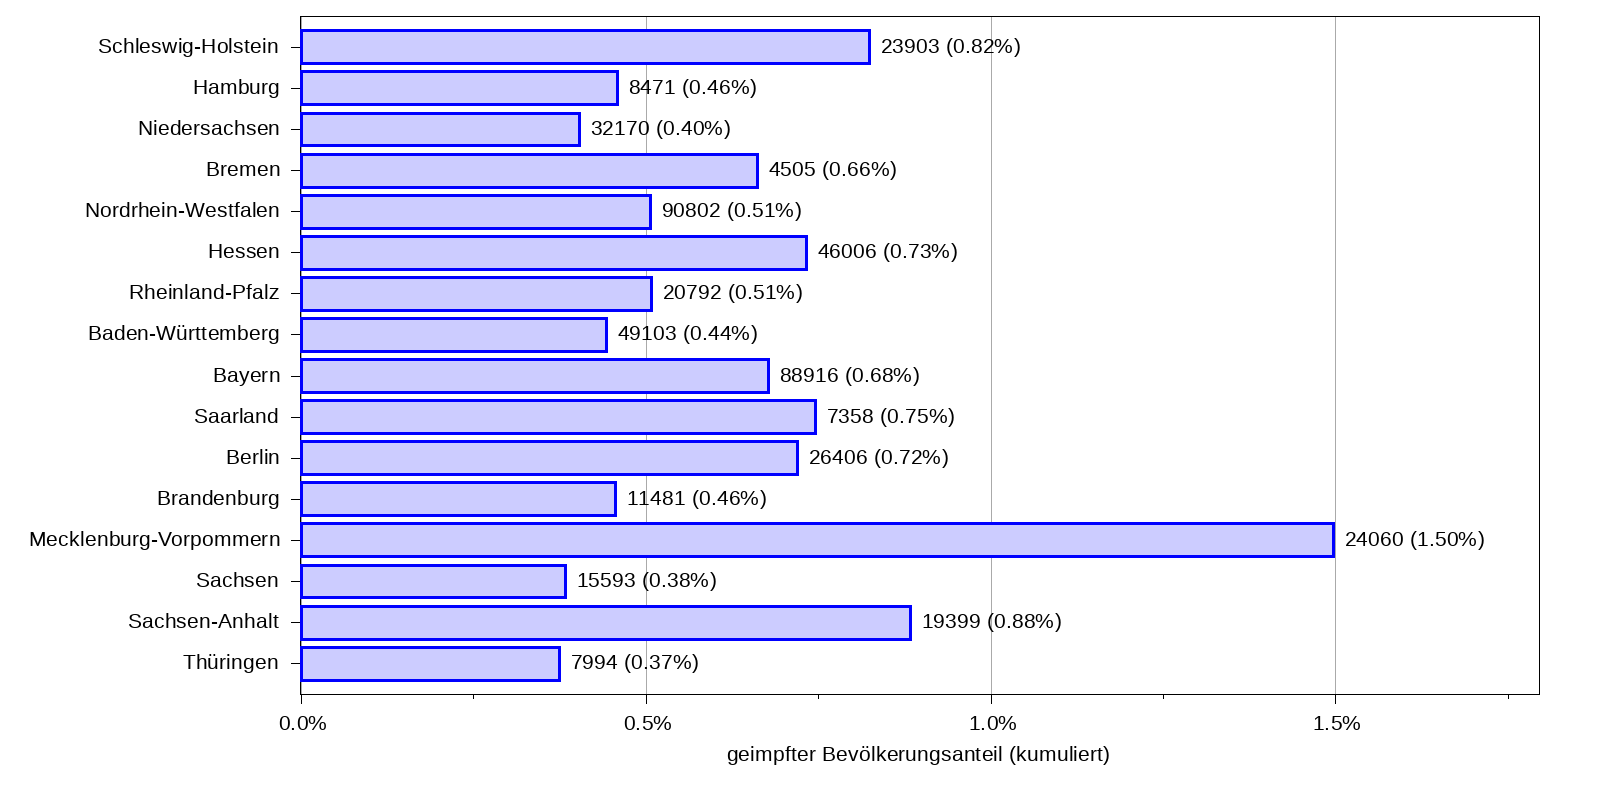 Schleswig-Holstein 23903 (0.82%)
Hamburg 8471 (0.46%)
Niedersachsen 32170 (0.40%)
Bremen 4505 (0.66%)
Nordrhein-Westfalen 90802 (0.51%)
Hessen 46006 (0.73%)
Rheinland-Pfalz 20792 (0.51%)
Baden-Württemberg 49103 (0.44%)
Bayern 88916 (0.68%)
Saarland 7358 (0.75%)
Berlin 26406 (0.72%)
Brandenburg 11481 (0.46%)
Mecklenburg-Vorpommern 24060 (1.50%)
Sachsen 15593 (0.38%)
Sachsen-Anhalt 19399 (0.88%)
Thüringen 7994 (0.37%)
0.0% 0.5% 1.0% 1.5%
geimpfter Bevölkerungsanteil (kumuliert)